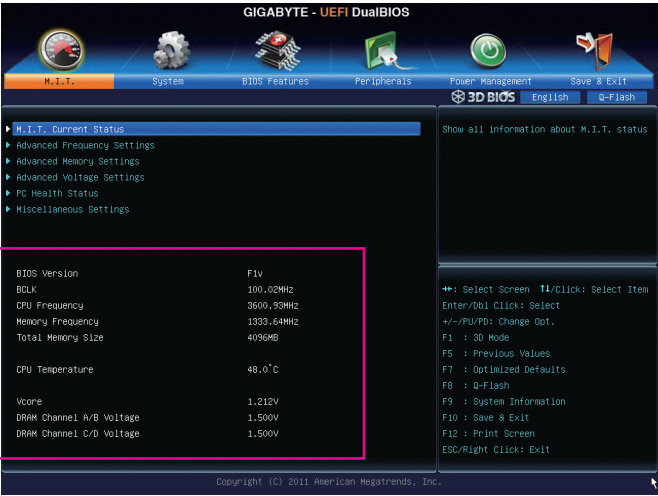 GIGABYTE - UEFI DualBIOS
M.I.T. System BIOS Features Peripherals Power Management Save & Exit
3D BIOS English Q-Flash
M.I.T. Current Status
Advanced Frequency Settings
Advanced Memory Settings
Advanced Voltage Settings
PC Health Status
Miscellaneous Settings
Show all information about M.I.T. status
BIOS Version F1v
BCLK 100.02MHz
CPU Frequency 3600.93MHz
Memory Frequency 1333.64MHz
Total Memory Size 4096MB
CPU Temperature 48.0°C
Vcore 1.212V
DRAM Channel A/B Voltage 1.500V
DRAM Channel C/D Voltage 1.500V
→←: Select Screen ↑↓/Click: Select Item
Enter/Dbl Click: Select
+/-/PU/PD: Change Opt.
F1 : 3D Mode
F5 : Previous Values
F7 : Optimized Defaults
F8 : Q-Flash
F9 : System Information
F10 : Save & Exit
F12 : Print Screen
ESC/Right Click: Exit
Copyright (C) 2011 American Megatrends, Inc.